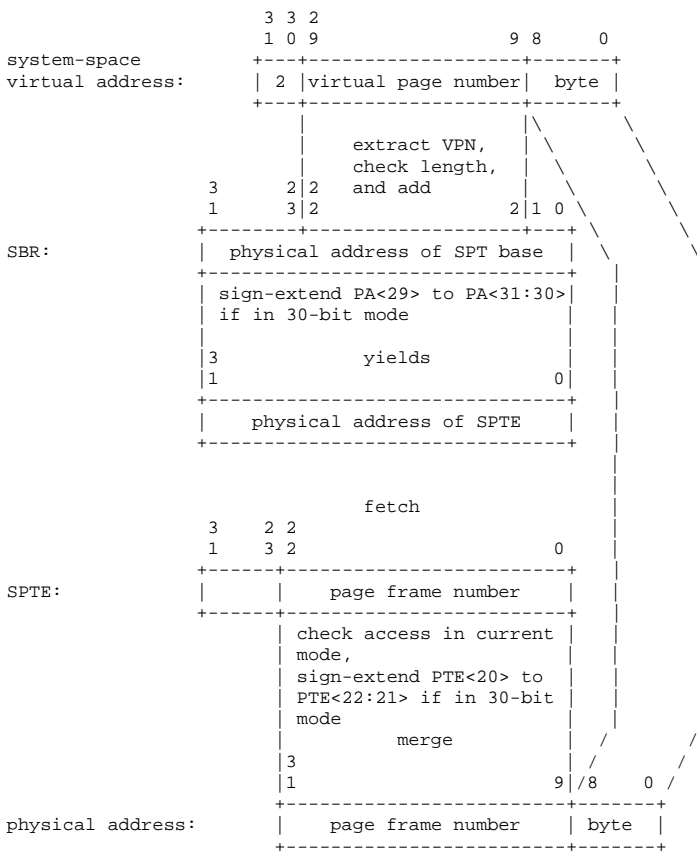 3 3 2
1 0 9 9 8 0
system-space
virtual address: 2 virtual page number byte
extract VPN,
check length,
3 2 2 and add
1 3 2 2 1 0
SBR: physical address of SPT base
sign-extend PA<29> to PA<31:30>
if in 30-bit mode
3 yields
1 0
physical address of SPTE
fetch
3 2 2
1 3 2 0
SPTE: page frame number
check access in current
mode,
sign-extend PTE<20> to
PTE<22:21> if in 30-bit
mode
merge
3
1 9 8 0
physical address: page frame number byte